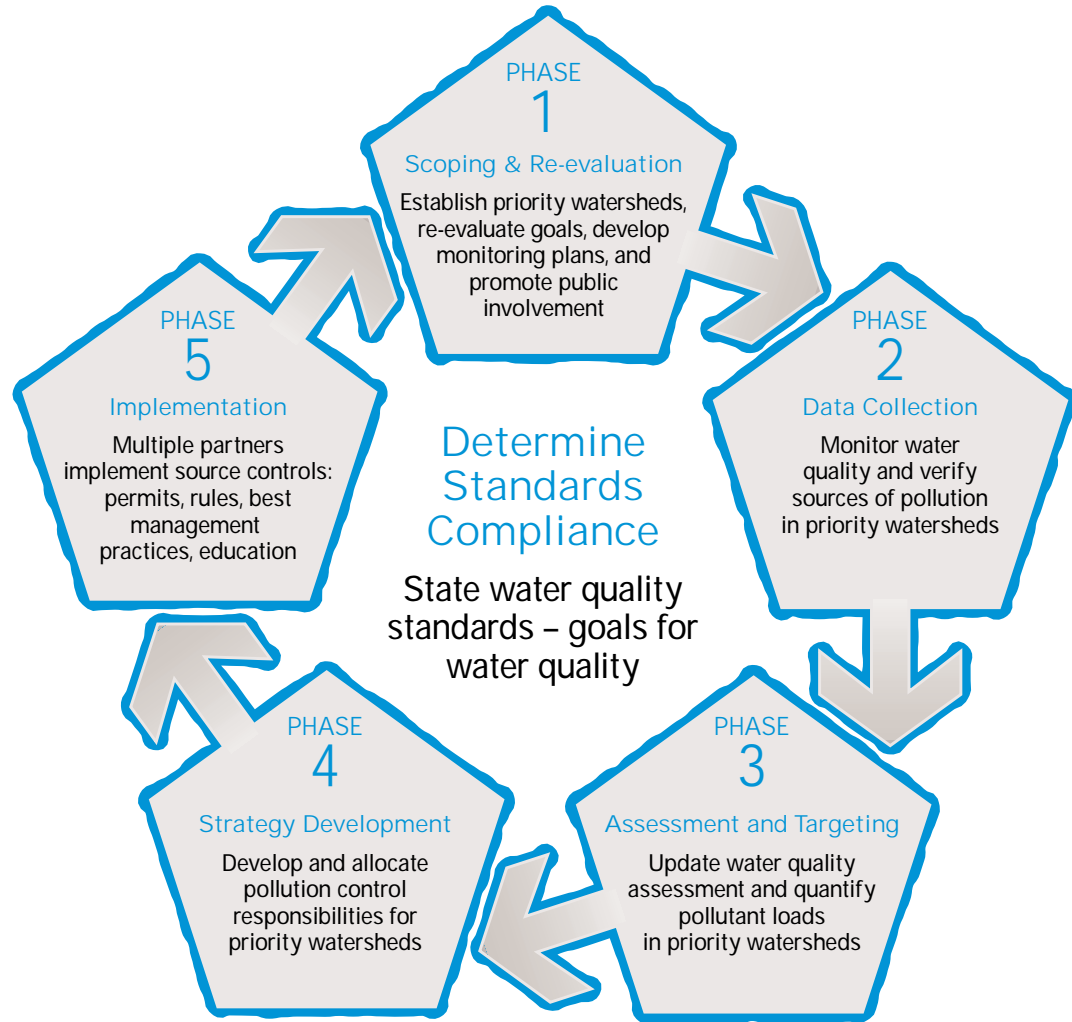 PHASE
1
Scoping & Re-evaluation
Establish priority watersheds,
re-evaluate goals, develop
monitoring plans, and
promote public
involvement
PHASE
2
Data Collection
Monitor water
quality and verify
sources of pollution
in priority watersheds
PHASE
3
Assessment and Targeting
Update water quality
assessment and quantify
pollutant loads
in priority watersheds
PHASE
4
Strategy Development
Develop and allocate
pollution control
responsibilities for
priority watersheds
PHASE
5
Implementation
Multiple partners
implement source controls:
permits, rules, best
management
practices, education
Determine
Standards
Compliance
State water quality
standards – goals for
water quality